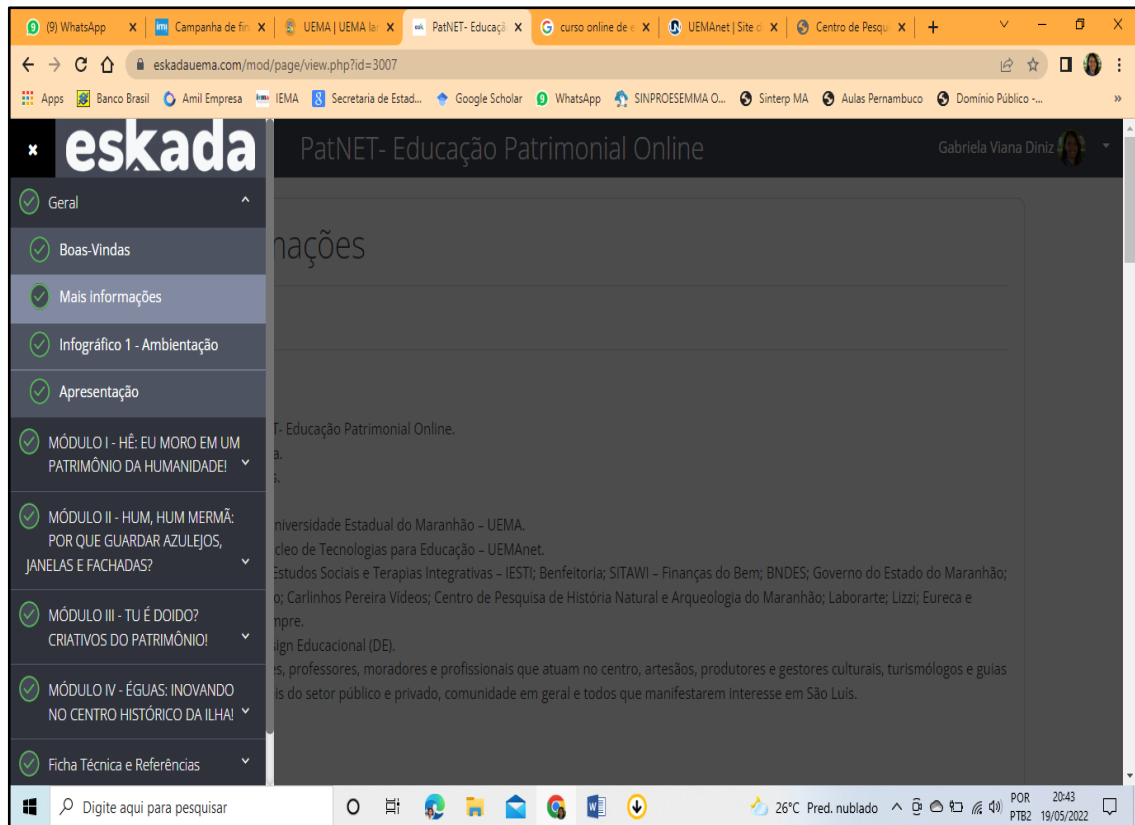 (9) WhatsApp
Campanha de fin
UEMA | UEMA la
PatNET- Educaçã
curso online de e
UEMAnet | Site d
Centro de Pesqu
eskadauema.com/mod/page/view.php?id=3007
Apps
Banco Brasil
Amil Empresa
IEMA
Secretaria de Estad...
Google Scholar
WhatsApp
SINPROESEMMA O...
Sinterp MA
Aulas Pernambuco
Domínio Público -...
eskada
PatNET- Educação Patrimonial Online
Gabriela Viana Diniz
Geral
Boas-Vindas
Mais informações
Infográfico 1 - Ambientação
Apresentação
MÓDULO I - HÊ: EU MORO EM UM
PATRIMÔNIO DA HUMANIDADE!
MÓDULO II - HUM, HUM MERMÃ:
POR QUE GUARDAR AZULEJOS,
JANELAS E FACHADAS?
MÓDULO III - TU É DOIDO?
CRIATIVOS DO PATRIMÔNIO!
MÓDULO IV - ÉGUAS: INOVANDO
NO CENTRO HISTÓRICO DA ILHA!
Ficha Técnica e Referências
mações
T- Educação Patrimonial Online.
a.
s.
niversidade Estadual do Maranhão – UEMA.
cleo de Tecnologias para Educação – UEMAnet.
Estudos Sociais e Terapias Integrativas – IESTI; Benfeitoria; SITAWI – Finanças do Bem; BNDES; Governo do Estado do Maranhão;
o; Carlinhos Pereira Vídeos; Centro de Pesquisa de História Natural e Arqueologia do Maranhão; Laborarte; Lizzi; Eureca e
mpre.
sign Educacional (DE).
es, professores, moradores e profissionais que atuam no centro, artesãos, produtores e gestores culturais, turismólogos e guias
is do setor público e privado, comunidade em geral e todos que manifestarem interesse em São Luís.
Digite aqui para pesquisar
26°C Pred. nublado
POR
PTB2
20:43
19/05/2022